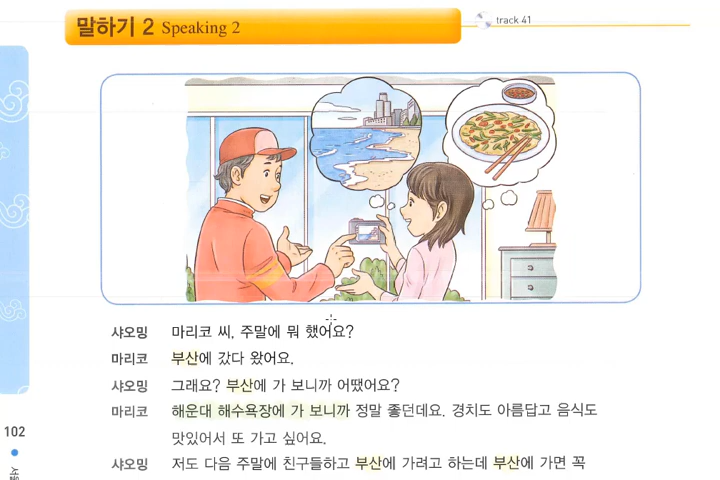 말하기 2 Speaking 2
track 41
샤오밍 마리코 씨, 주말에 뭐 했어요?
마리코 부산에 갔다 왔어요.
샤오밍 그래요? 부산에 가 보니까 어땠어요?
마리코 해운대 해수욕장에 가 보니까 정말 좋던데요. 경치도 아름답고 음식도
맛있어서 또 가고 싶어요.
샤오밍 저도 다음 주말에 친구들하고 부산에 가려고 하는데 부산에 가면 꼭
102